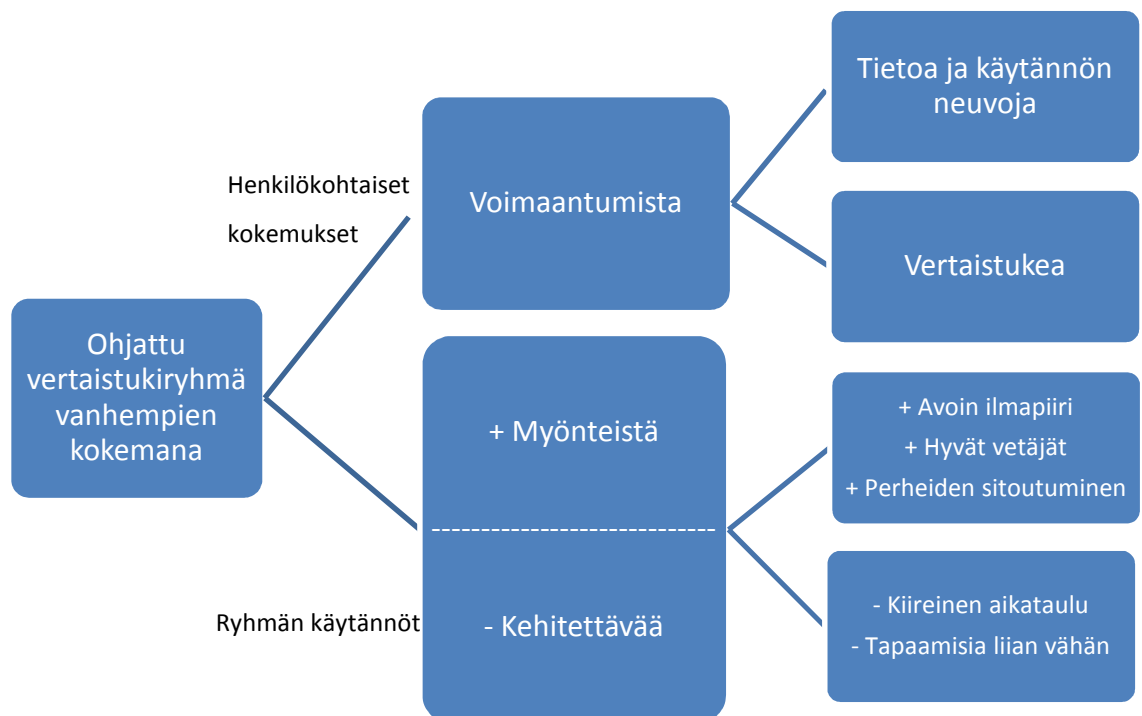 Ohjattu
vertaistukiryhmä
vanhempien
kokemana
Henkilökohtaiset
kokemukset
Voimaantumista
Tietoa ja käytännön
neuvoja
Vertaistukea
Ryhmän käytännöt
+ Myönteistä
- Kehitettävää
+ Avoin ilmapiiri
+ Hyvät vetäjät
+ Perheiden sitoutuminen
- Kiireinen aikataulu
- Tapaamisia liian vähän